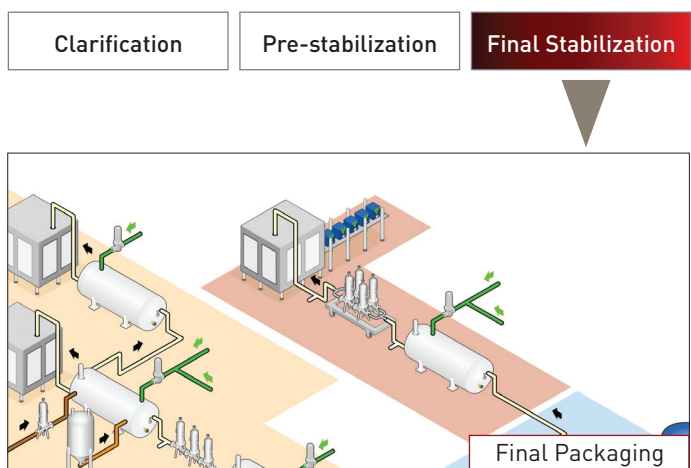 Clarification
Pre-stabilization
Final Stabilization
Final Packaging